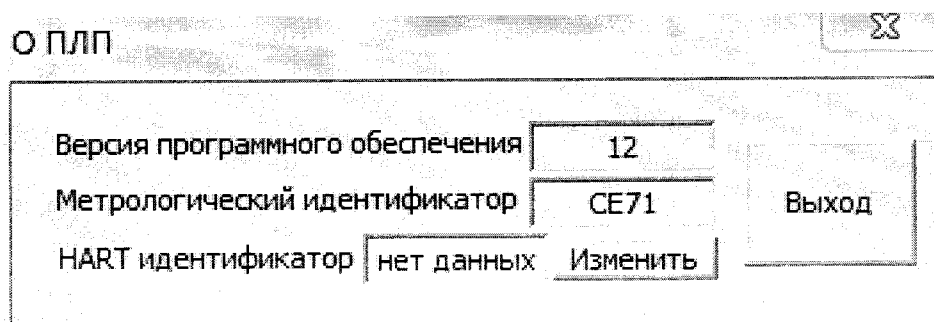 О ПЛП
Версия программного обеспечения 12
Метрологический идентификатор CE71
Выход
HART идентификатор нет данных Изменить